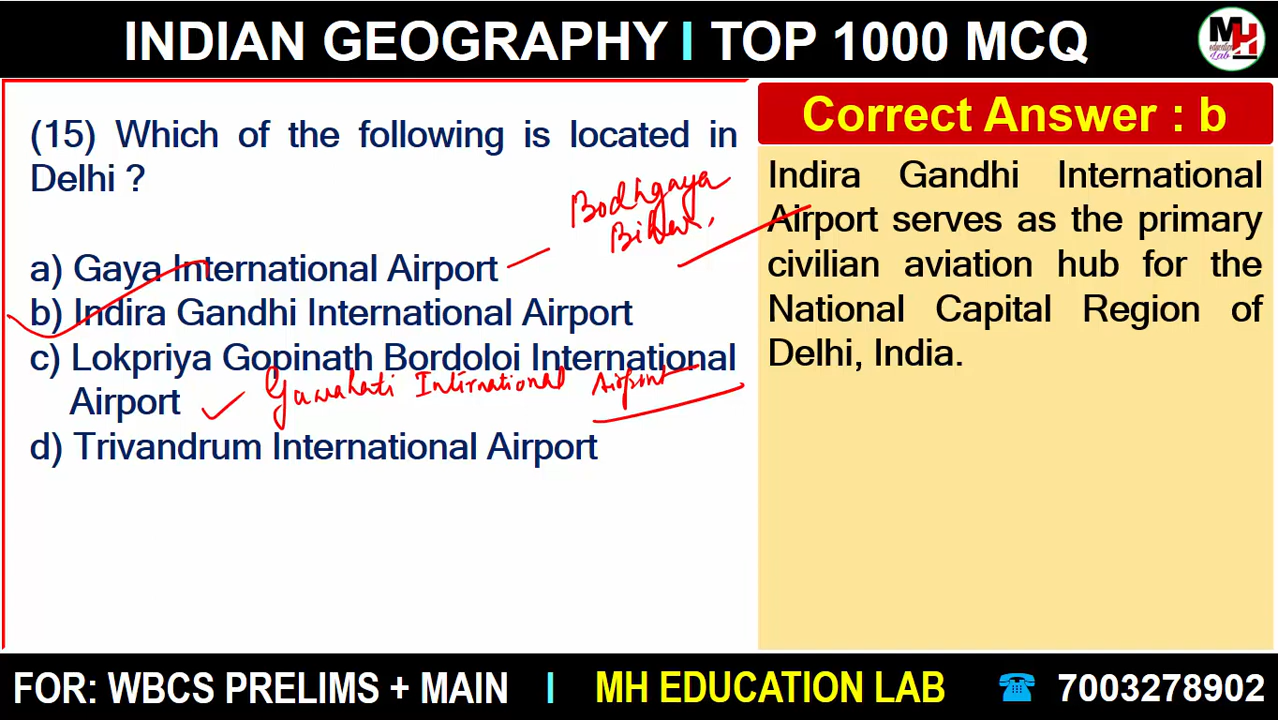 INDIAN GEOGRAPHY I TOP 1000 MCQ
MH
education
Lab
(15) Which of the following is located in
Delhi ?
Bodhgaya
Bihar,
a) Gaya International Airport
b) Indira Gandhi International Airport
c) Lokpriya Gopinath Bordoloi International
Airport
Guwahati International Airport
d) Trivandrum International Airport
Correct Answer : b
Indira Gandhi International
Airport serves as the primary
civilian aviation hub for the
National Capital Region of
Delhi, India.
FOR: WBCS PRELIMS + MAIN I MH EDUCATION LAB ☎ 7003278902